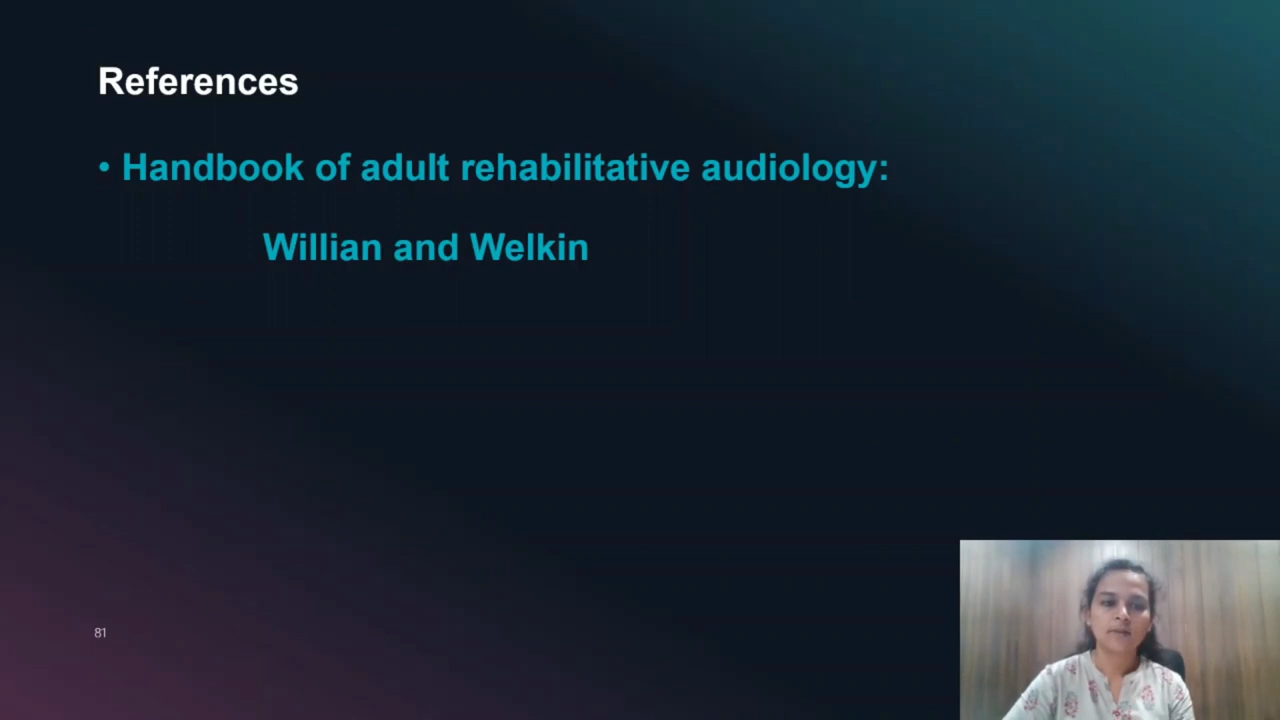 References
• Handbook of adult rehabilitative audiology:
Willian and Welkin
81